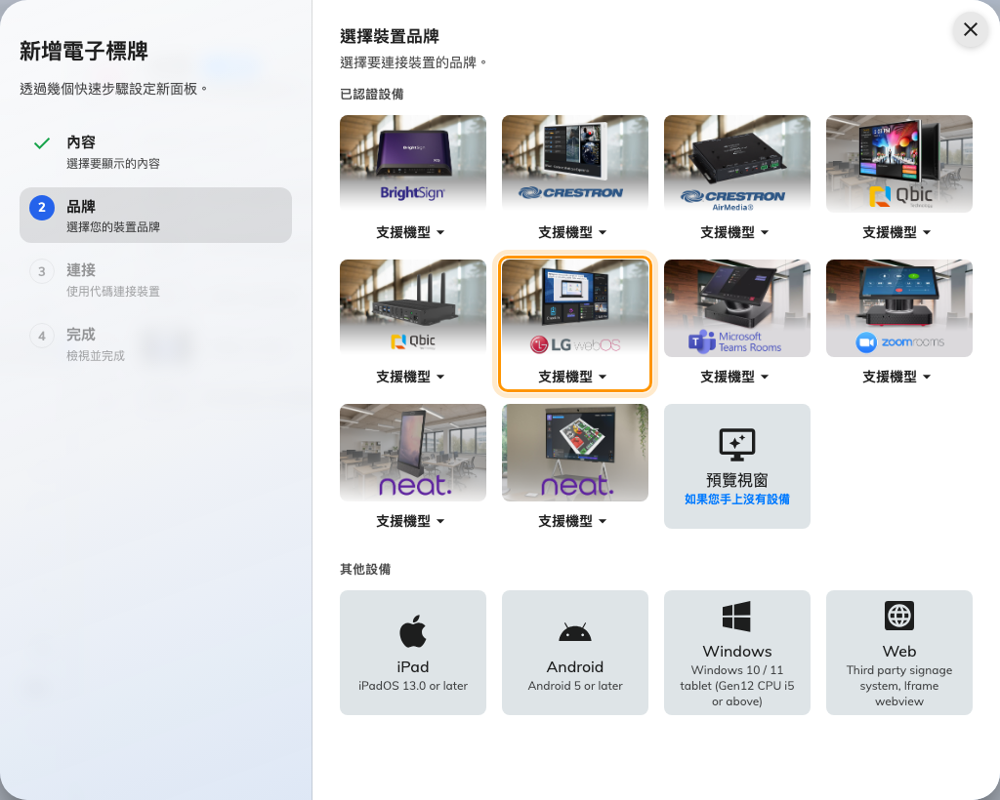 新增電子標牌
透過幾個快速步驟設定新面板。
內容
選擇要顯示的內容
2
品牌
選擇您的裝置品牌
3
連接
使用代碼連接裝置
4
完成
檢視並完成
選擇裝置品牌
選擇要連接裝置的品牌。
已認證設備
BrightSign
支援機型
CRESTRON
支援機型
CRESTRON
AirMedia®
支援機型
Qbic
Technology
支援機型
Qbic
支援機型
LG webOS
支援機型
Microsoft
Teams Rooms
支援機型
zoomrooms
支援機型
neat.
支援機型
neat.
支援機型
預覽視窗
如果您手上沒有設備
其他設備
iPad
iPadOS 13.0 or later
Android
Android 5 or later
Windows
Windows 10 / 11
tablet (Gen12 CPU i5
or above)
Web
Third party signage
system, Iframe
webview